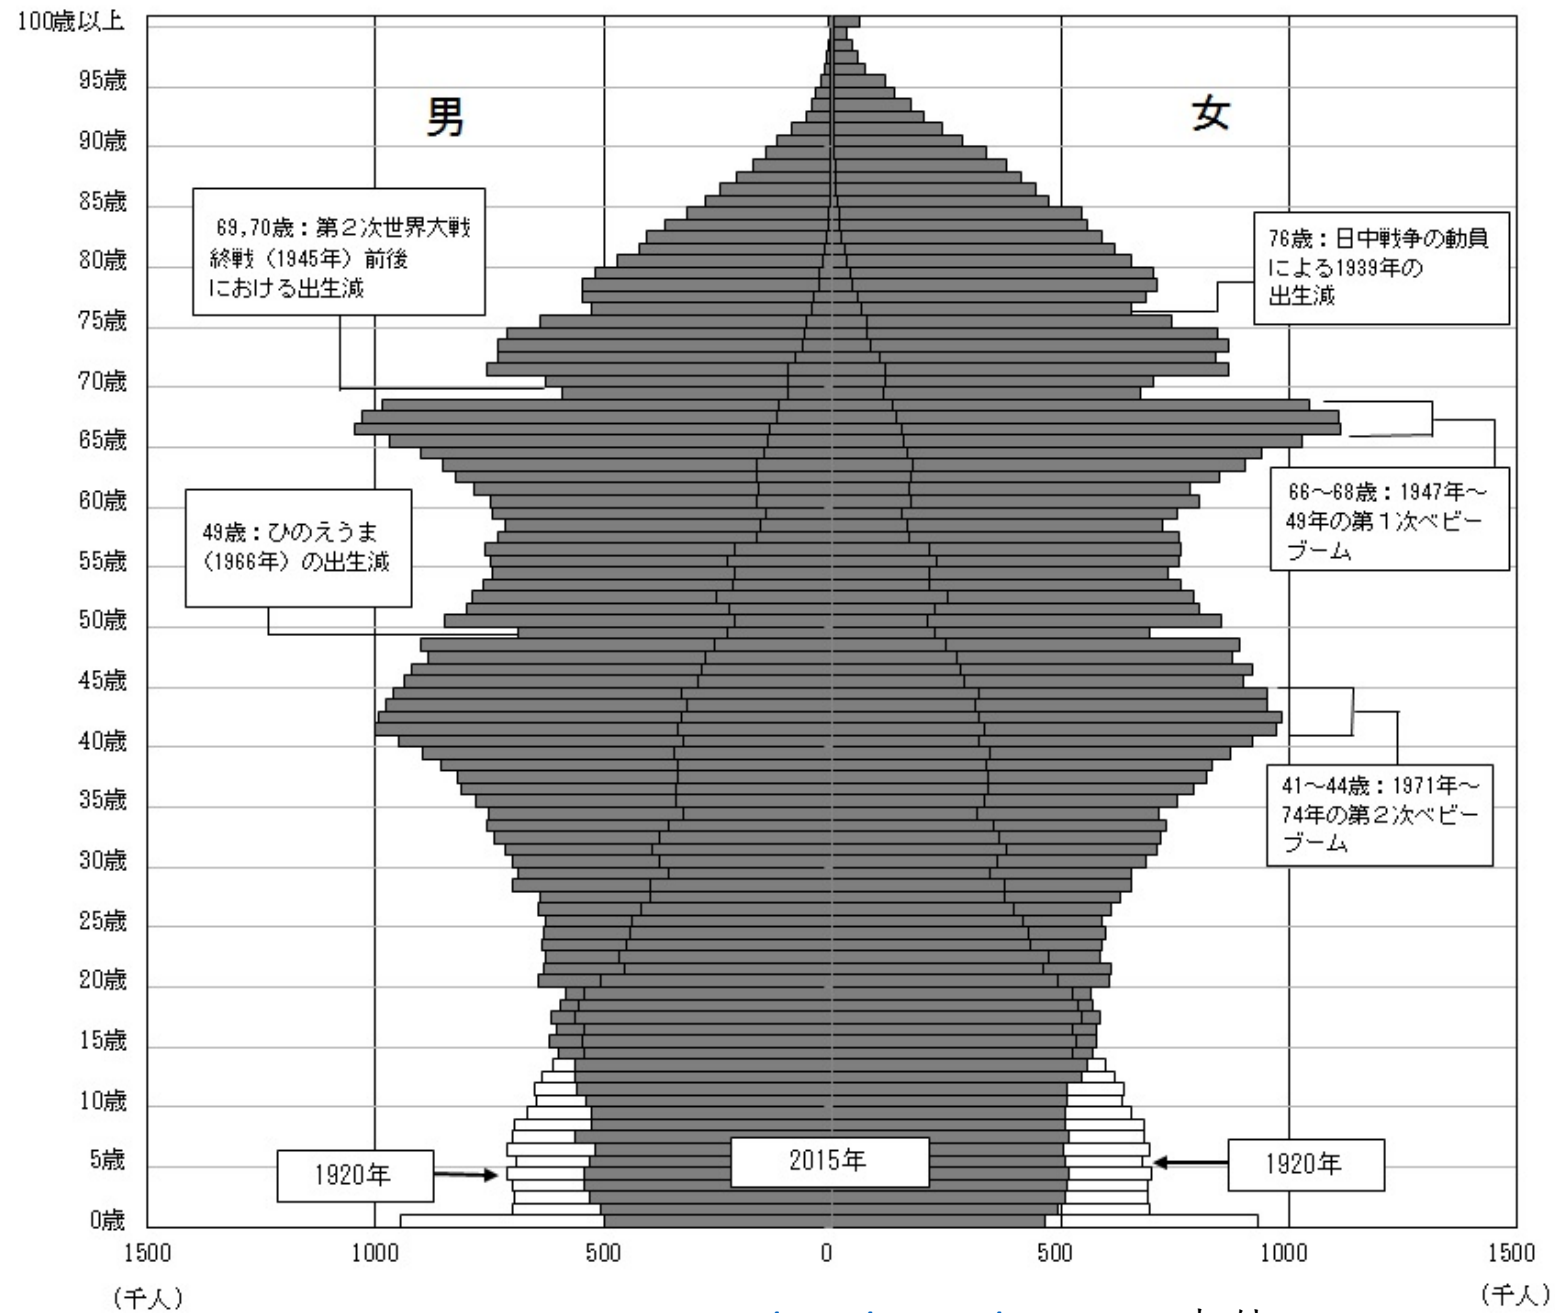 100歳以上
95歳
90歳
85歳
80歳
75歳
70歳
65歳
60歳
55歳
50歳
45歳
40歳
35歳
30歳
25歳
20歳
15歳
10歳
5歳
0歳
男
女
69,70歳：第２次世界大戦
終戦（1945年）前後
における出生減
76歳：日中戦争の動員
による1939年の
出生減
66～68歳：1947年～
49年の第１次ベビー
ブーム
49歳：ひのえうま
（1966年）の出生減
41～44歳：1971年～
74年の第２次ベビー
ブーム
1920年
2015年
1920年
1500
1000
500
0
500
1000
1500
（千人）
（千人）